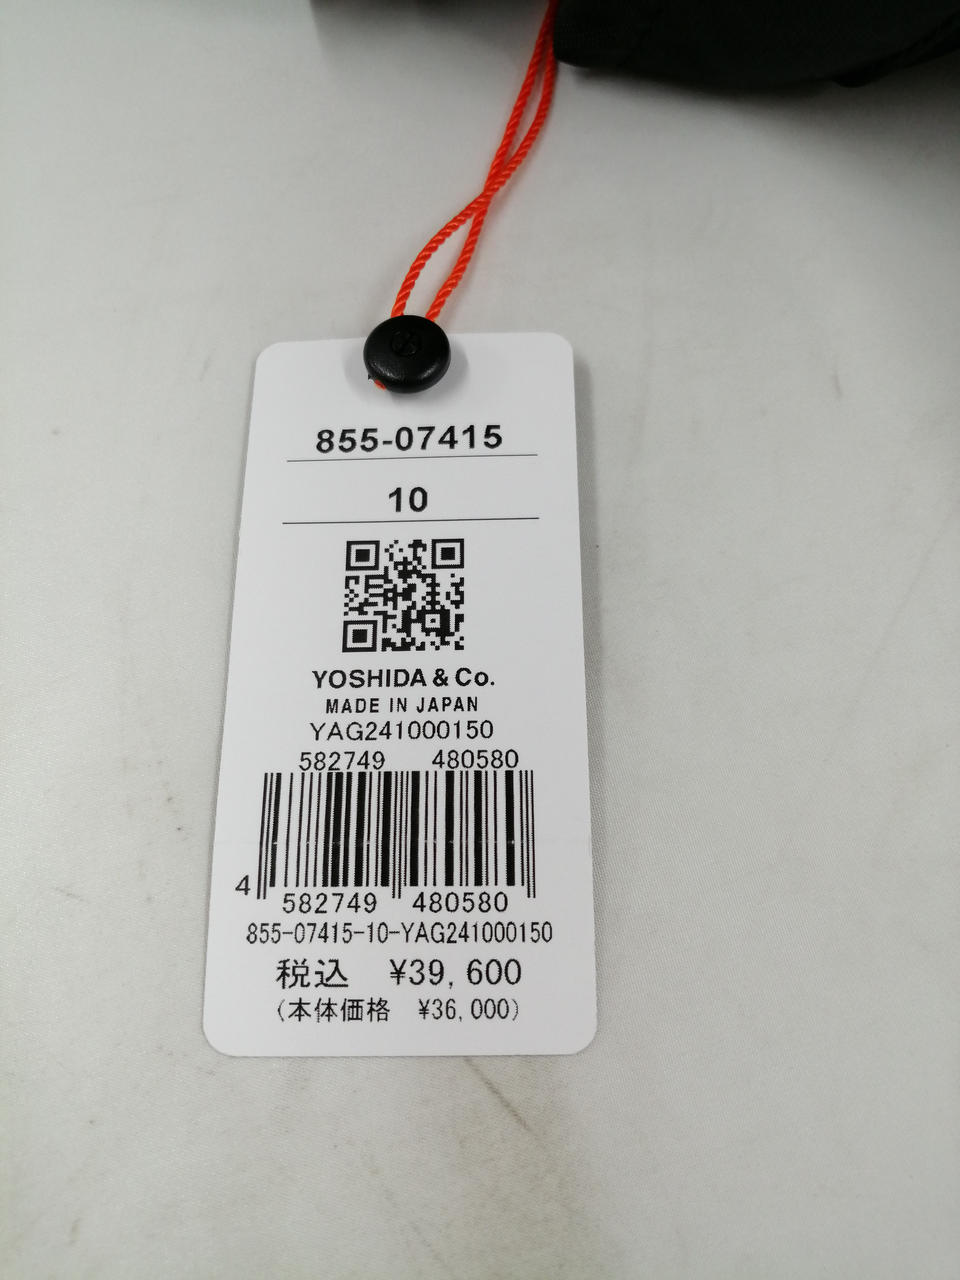 855-07415
10
YOSHIDA & Co.
MADE IN JAPAN
YAG241000150
582749 480580
4 582749 480580
855-07415-10-YAG241000150
税込 ¥39,600
(本体価格 ¥36,000)